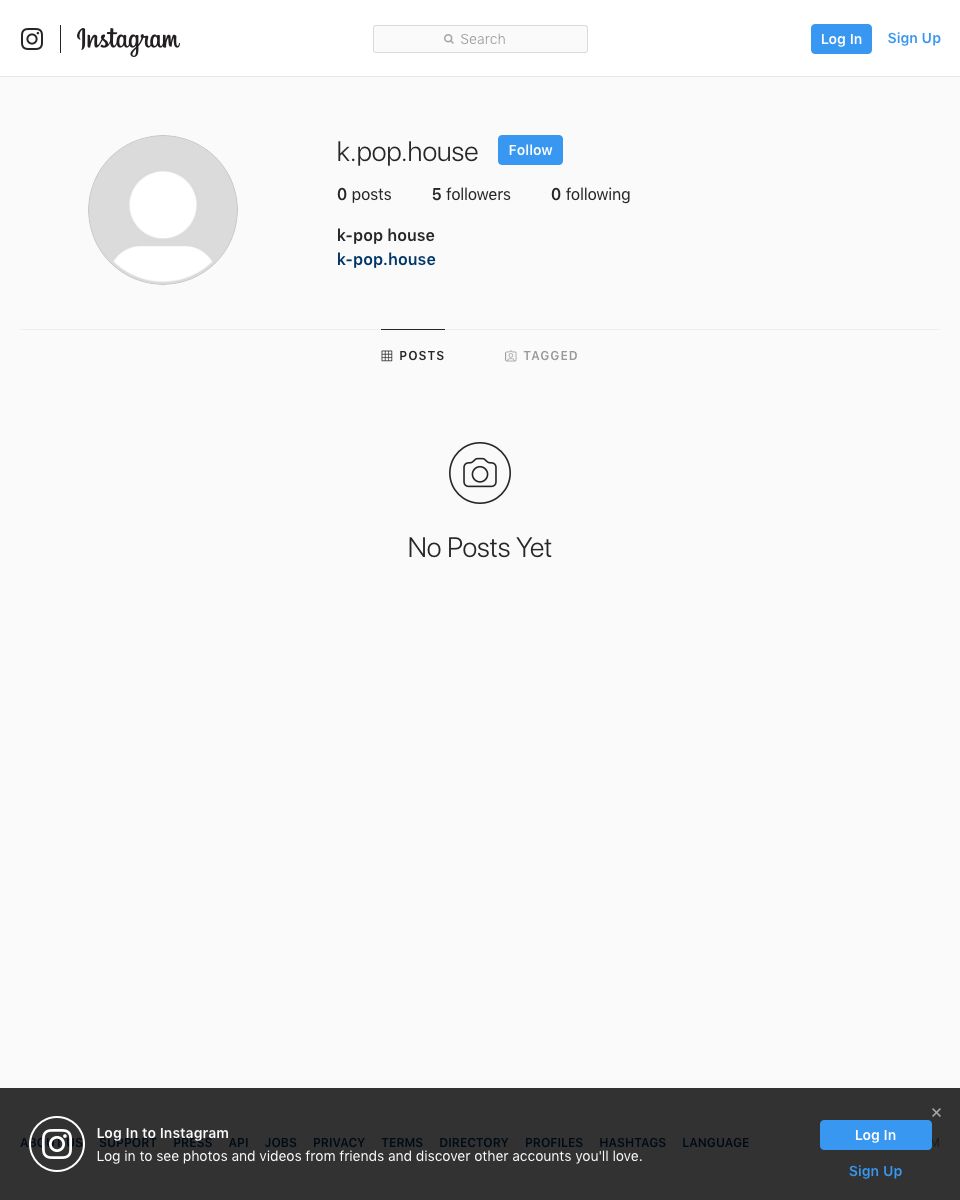 Instagram
Search
Log In
Sign Up
k.pop.house
Follow
0 posts 5 followers 0 following
k-pop house
k-pop.house
POSTS
TAGGED
No Posts Yet
Log In to Instagram
Log in to see photos and videos from friends and discover other accounts you'll love.
SUPPORT PRESS API JOBS PRIVACY TERMS DIRECTORY PROFILES HASHTAGS LANGUAGE
Log In
Sign Up